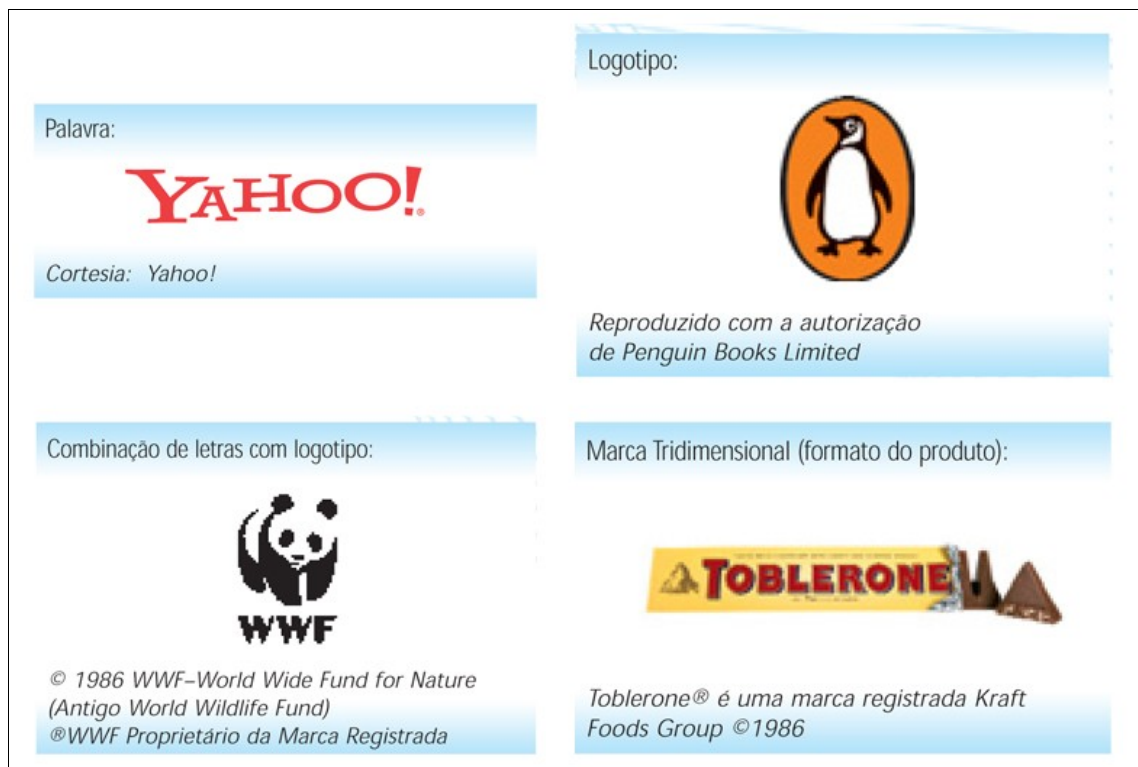 Palavra:
YAHOO!®
Cortesia: Yahoo!
Logotipo:
Reproduzido com a autorização
de Penguin Books Limited
Combinação de letras com logotipo:
WWF
© 1986 WWF–World Wide Fund for Nature
(Antigo World Wildlife Fund)
®WWF Proprietário da Marca Registrada
Marca Tridimensional (formato do produto):
TOBLERONE
Toblerone® é uma marca registrada Kraft
Foods Group ©1986